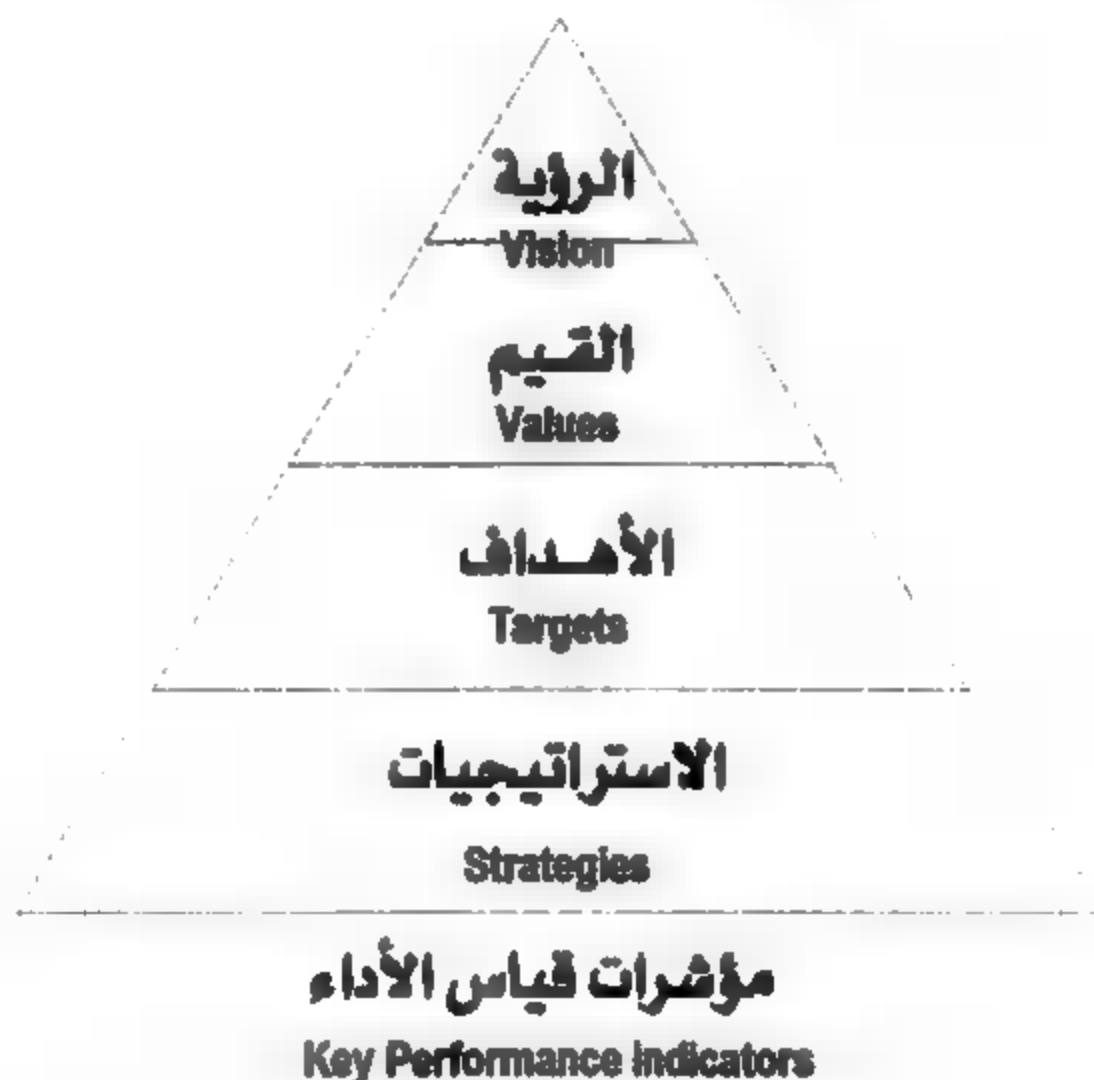 الرؤية
Vision
القيم
Values
الأهداف
Targets
الاستراتيجيات
Strategies
مؤشرات قياس الأداء
Key Performance Indicators